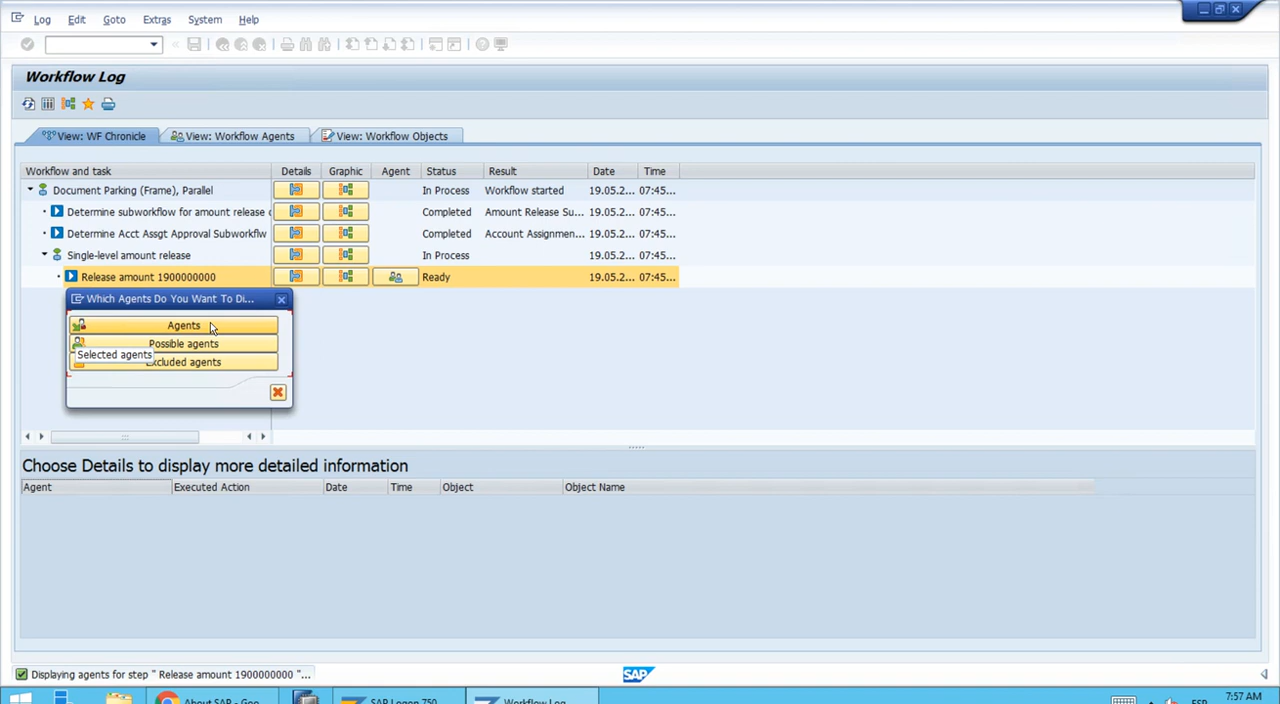 Log Edit Goto Extras System Help
Workflow Log
View: WF Chronicle View: Workflow Agents View: Workflow Objects
Workflow and task Details Graphic Agent Status Result Date Time
Document Parking (Frame), Parallel In Process Workflow started 19.05.2... 07:45...
Determine subworkflow for amount release Completed Amount Release Su... 19.05.2... 07:45...
Determine Acct Assgt Approval Subworkflw Completed Account Assignmen... 19.05.2... 07:45...
Single-level amount release In Process 19.05.2... 07:45...
Release amount 1900000000 Ready 19.05.2... 07:45...
Which Agents Do You Want To Di...
Agents
Possible agents
Selected agents
Excluded agents
Choose Details to display more detailed information
Agent Executed Action Date Time Object Object Name
Displaying agents for step " Release amount 1900000000 "...
SAP
About SAP - Goo SAP Logon 750 Workflow Log ESP 7:57 AM